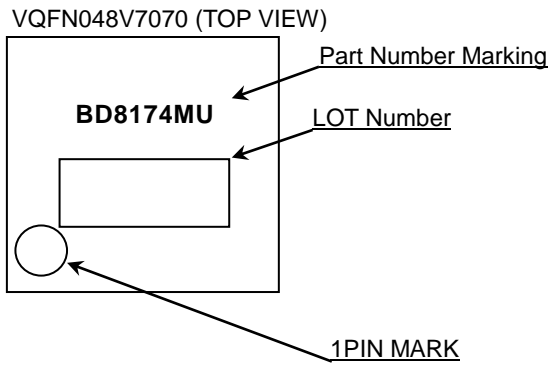 VQFN048V7070 (TOP VIEW)
Part Number Marking
BD8174MU
LOT Number
1PIN MARK